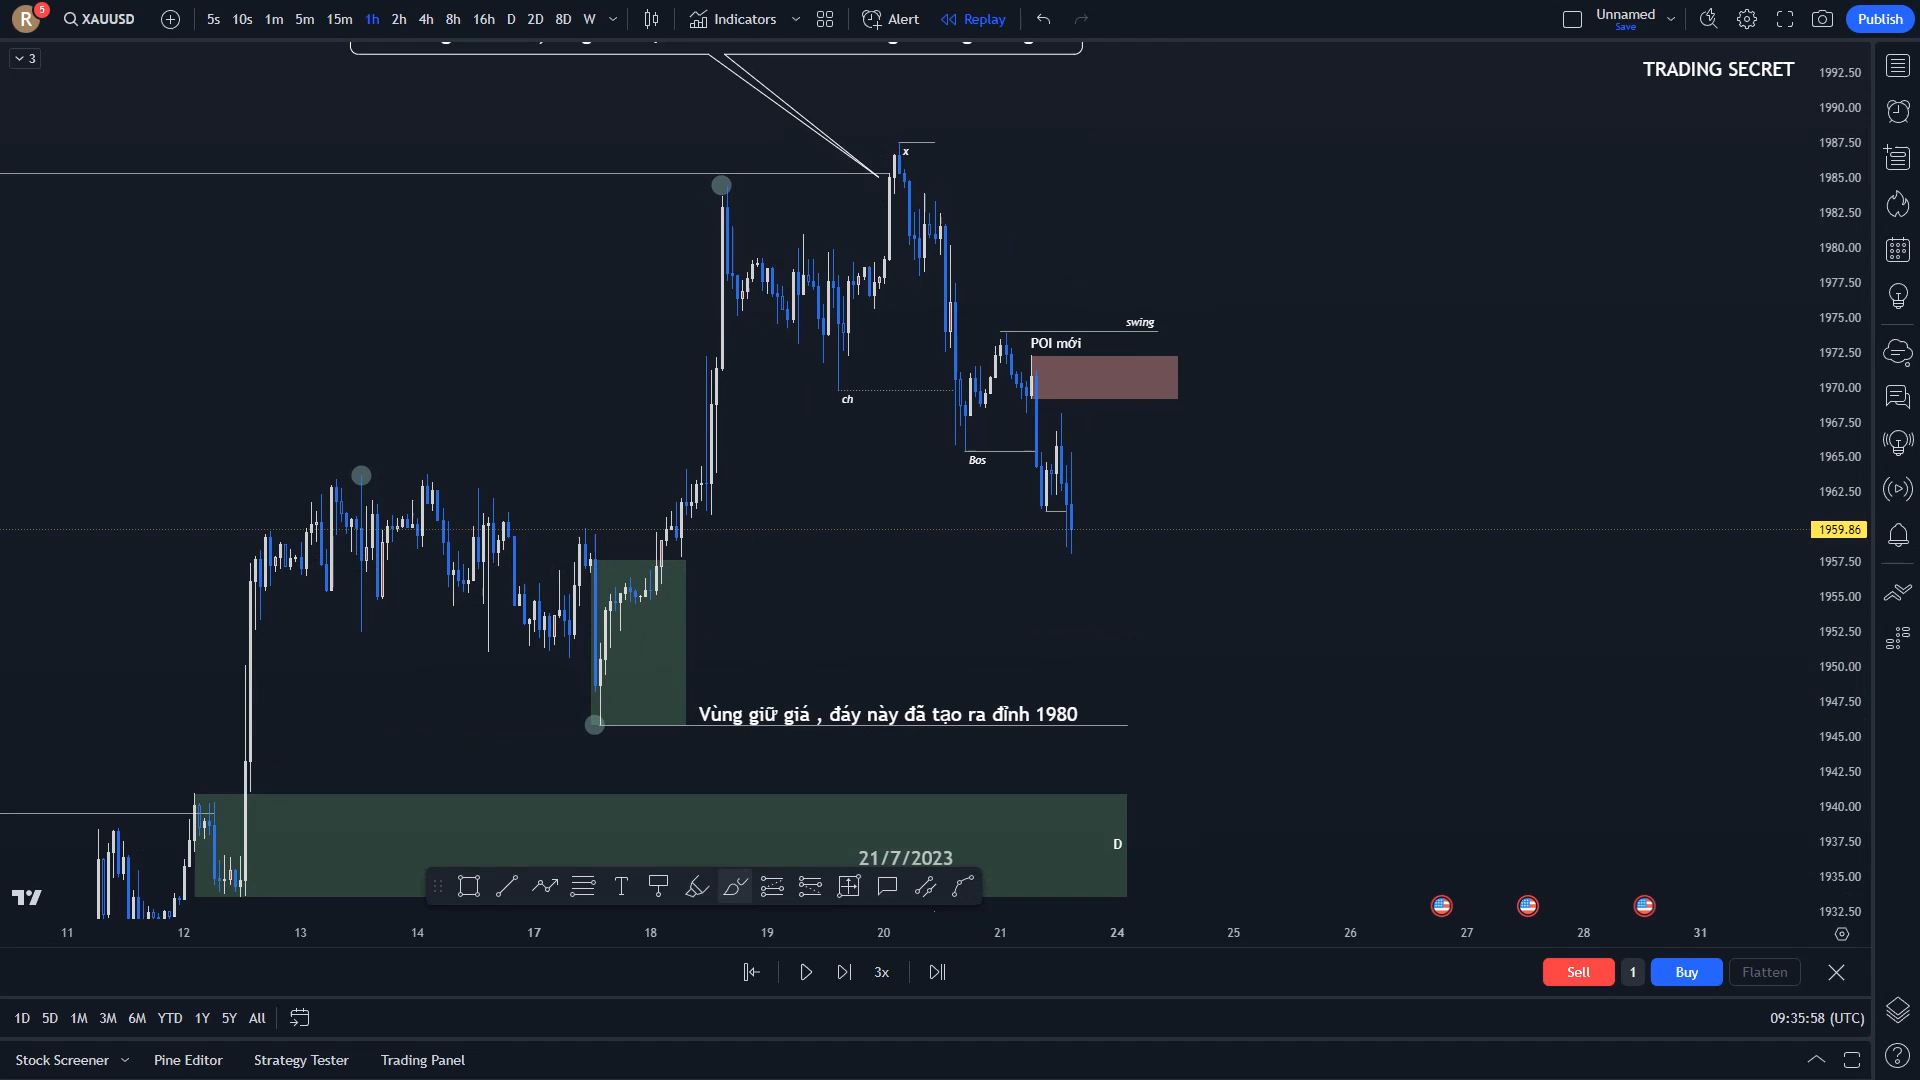 R
5
XAUUSD
5s 10s 1m 5m 15m 1h 2h 4h 8h 16h D 2D 8D W
Indicators
Alert
Replay
Unnamed
Save
Publish
3
TRADING SECRET
1992.50
1990.00
1987.50
1985.00
1982.50
1980.00
1977.50
1975.00
1972.50
1970.00
1967.50
1965.00
1962.50
1959.86
1957.50
1955.00
1952.50
1950.00
1947.50
1945.00
1942.50
1940.00
1937.50
1935.00
1932.50
x
swing
POI mới
ch
Bos
Vùng giữ giá , đáy này đã tạo ra đỉnh 1980
D
21/7/2023
11 12 13 14 17 18 19 20 21 24 25 26 27 28 31
3x
Sell 1 Buy Flatten
1D 5D 1M 3M 6M YTD 1Y 5Y All
09:35:58 (UTC)
Stock Screener Pine Editor Strategy Tester Trading Panel